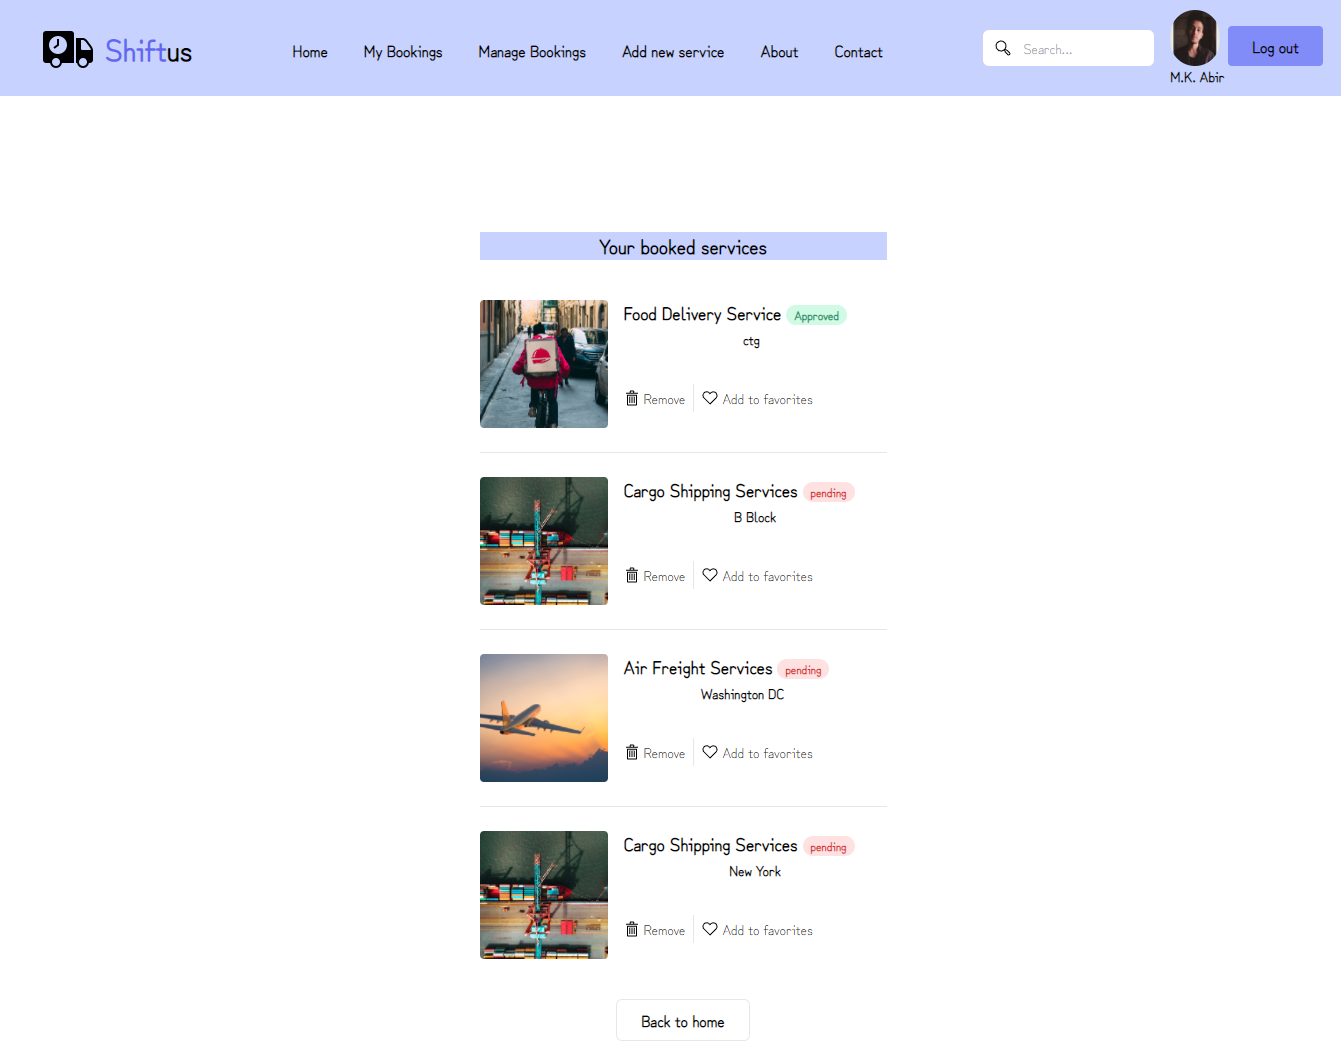 Shiftus
Home
My Bookings
Manage Bookings
Add new service
About
Contact
Search...
M.K. Abir
Log out
Your booked services
Food Delivery Service Approved
ctg
Remove
Add to favorites
Cargo Shipping Services pending
B Block
Remove
Add to favorites
Air Freight Services pending
Washington DC
Remove
Add to favorites
Cargo Shipping Services pending
New York
Remove
Add to favorites
Back to home